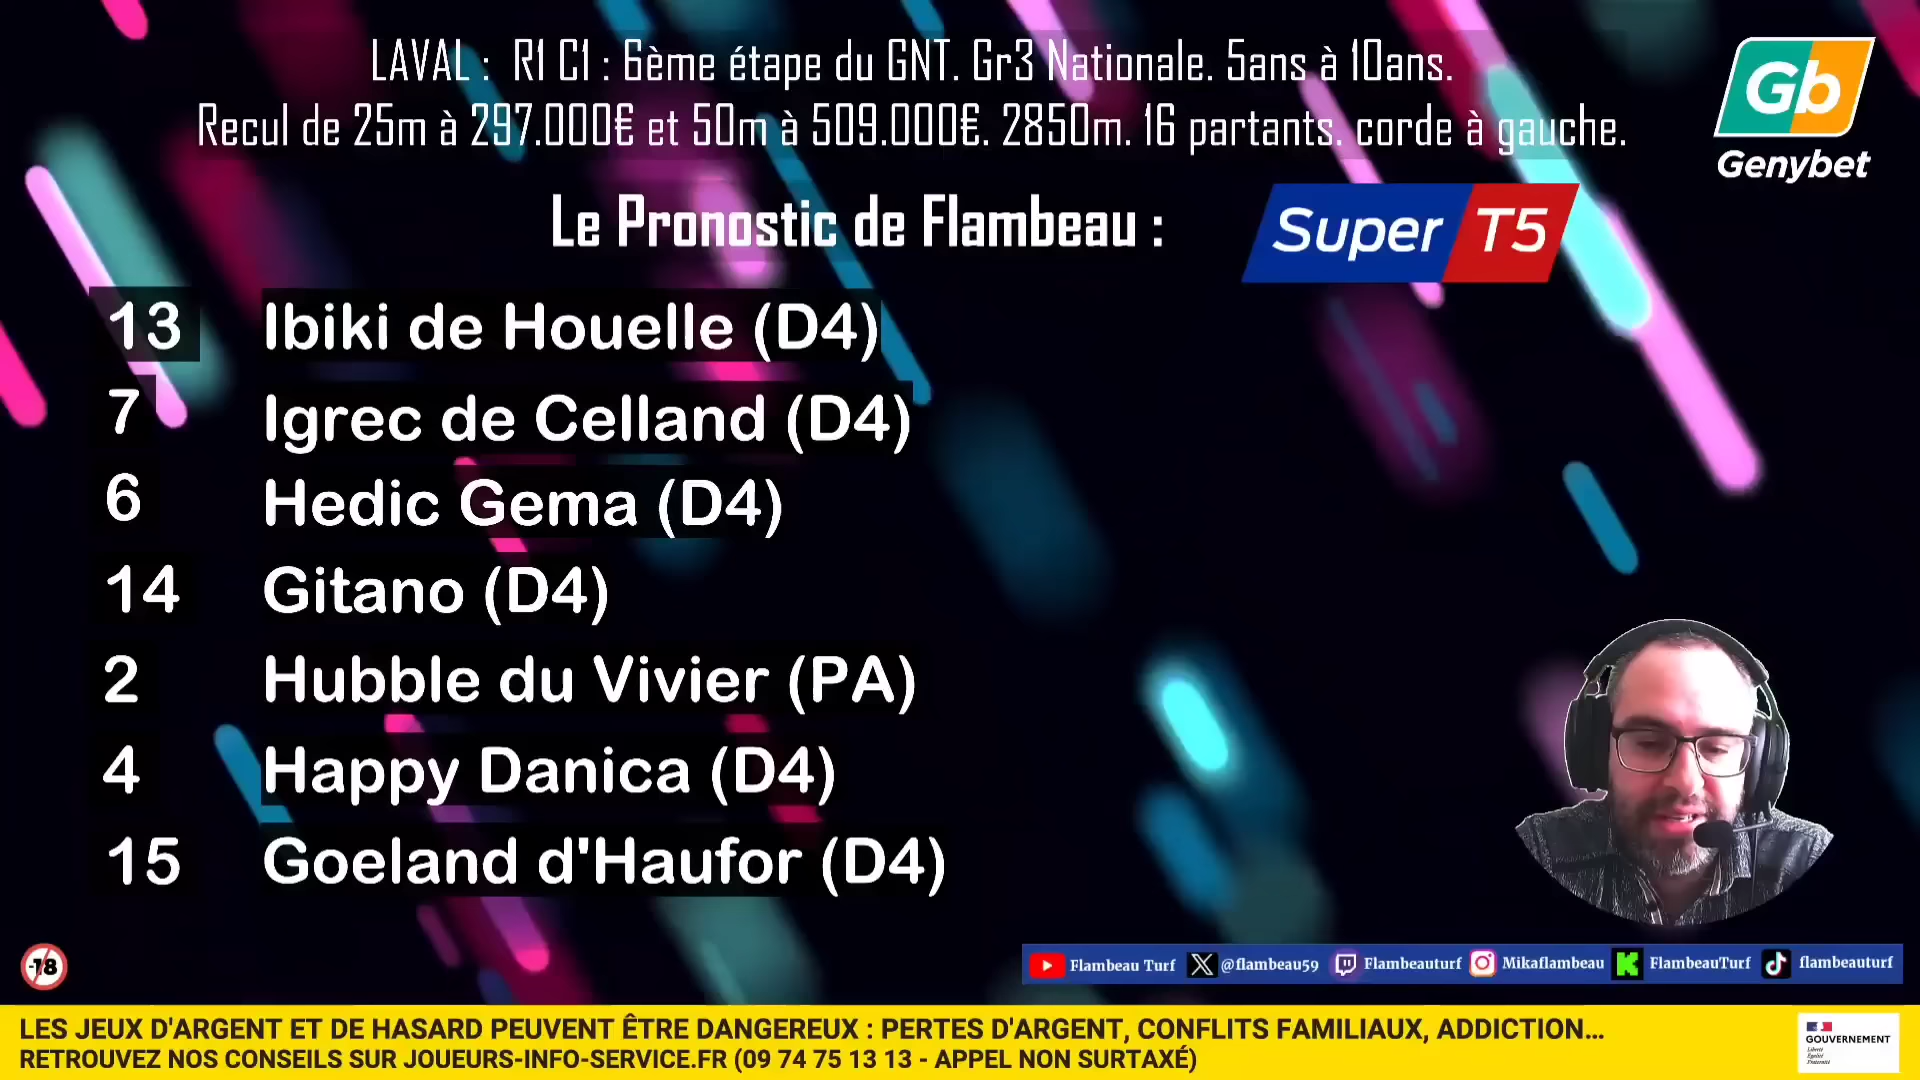 LAVAL : R1 C1 : 6ème étape du GNT. Gr3 Nationale. 5ans à 10ans.
Recul de 25m à 297.000€ et 50m à 509.000€. 2850m. 16 partants. corde à gauche.
Gb
Genybet
Le Pronostic de Flambeau :
Super T5
13 Ibiki de Houelle (D4)
7 Igrec de Celland (D4)
6 Hedic Gema (D4)
14 Gitano (D4)
2 Hubble du Vivier (PA)
4 Happy Danica (D4)
15 Goeland d'Haufor (D4)
-18
Flambeau Turf @flambeau59 Flambeauturf Mikaflambeau FlambeauTurf flambeauturf
LES JEUX D'ARGENT ET DE HASARD PEUVENT ÊTRE DANGEREUX : PERTES D'ARGENT, CONFLITS FAMILIAUX, ADDICTION...
RETROUVEZ NOS CONSEILS SUR JOUEURS-INFO-SERVICE.FR (09 74 75 13 13 - APPEL NON SURTAXÉ)
GOUVERNEMENT
Liberté
Égalité
Fraternité